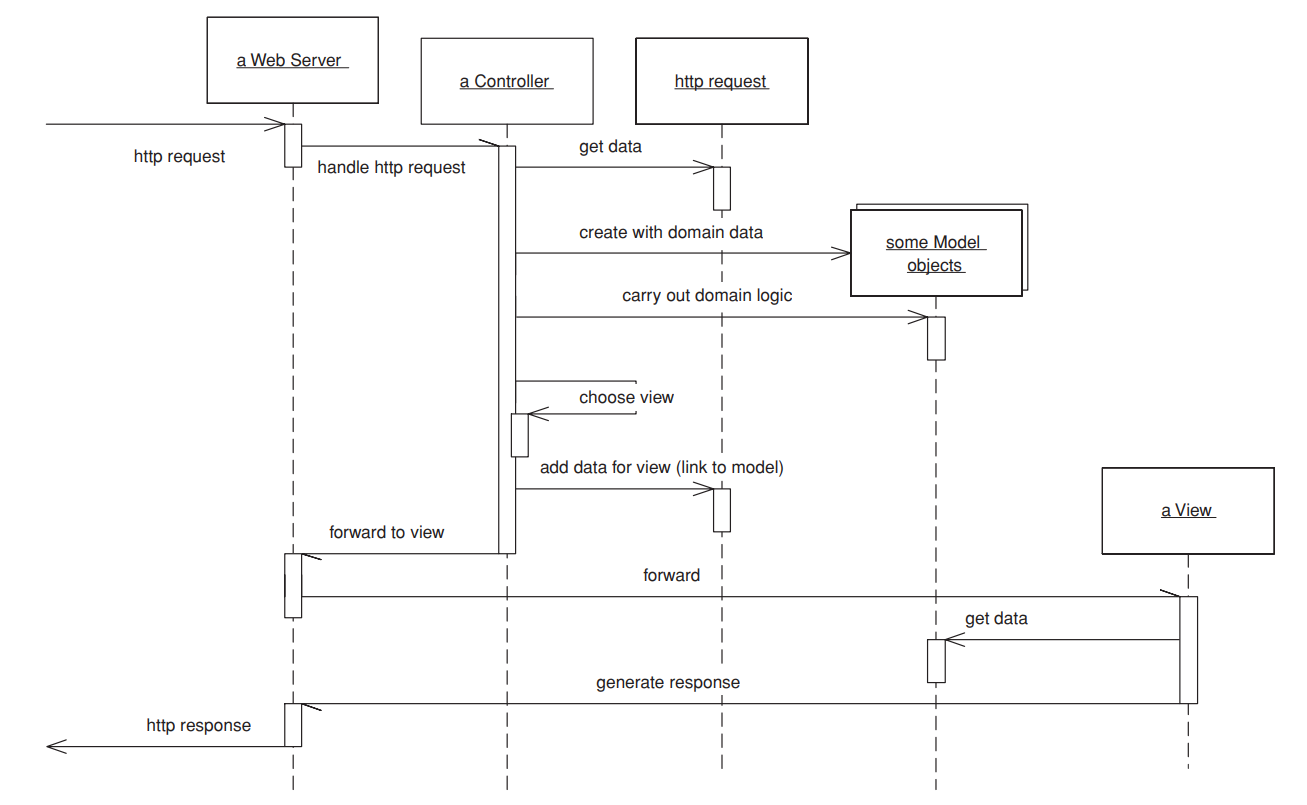 a Web Server
a Controller
http request
http request
handle http request
get data
create with domain data
some Model
objects
carry out domain logic
choose view
add data for view (link to model)
a View
forward to view
forward
get data
generate response
http response